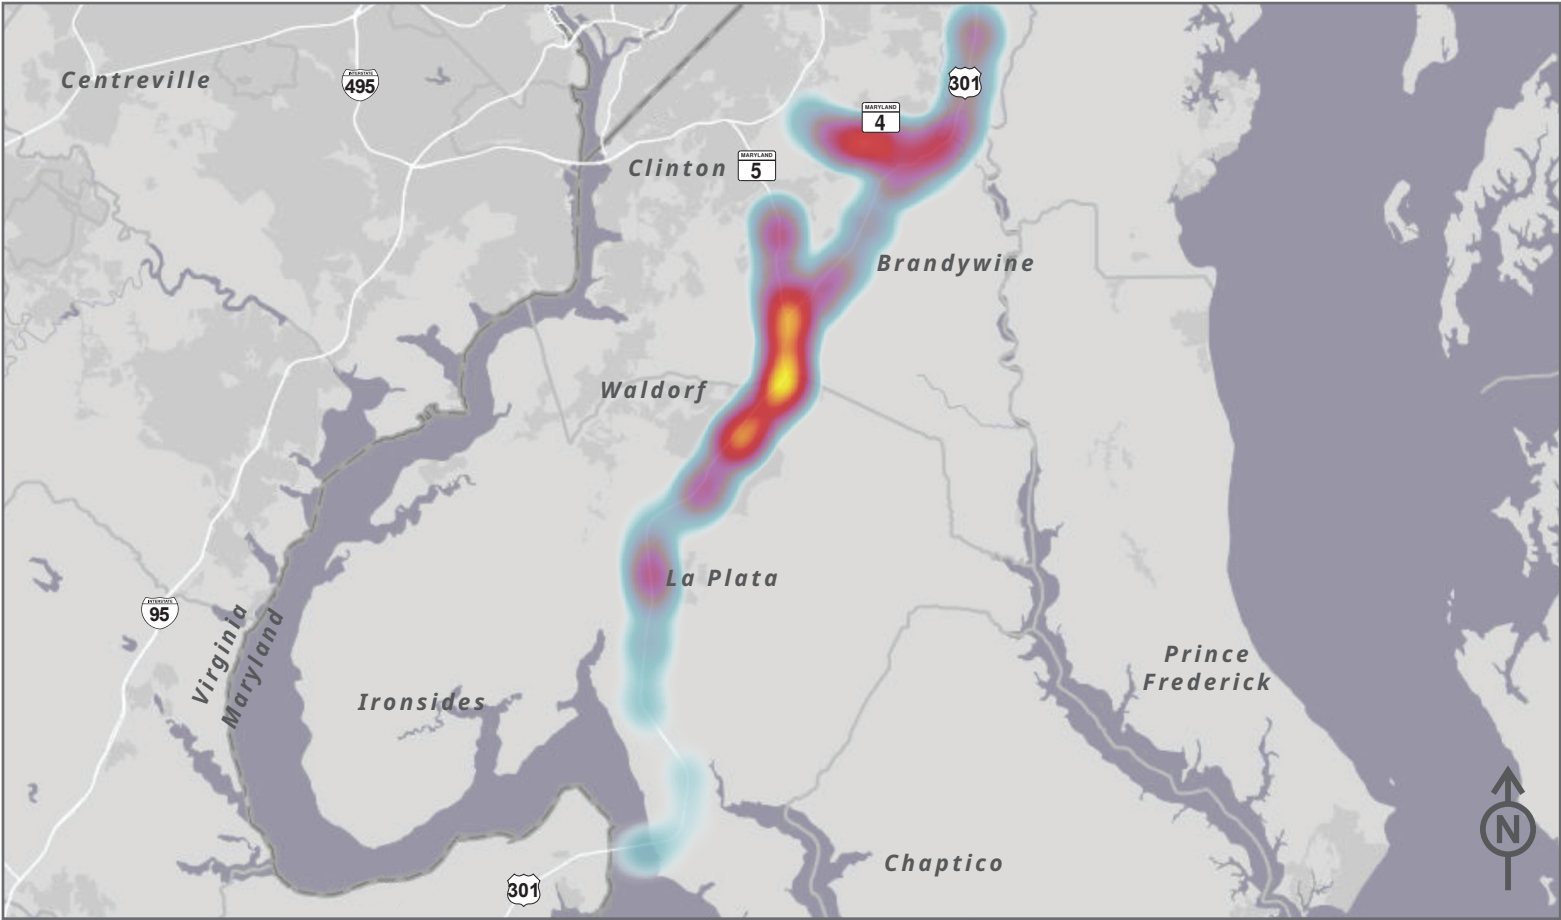 Centreville
INTERSTATE
495
301
MARYLAND
4
Clinton
MARYLAND
5
Brandywine
Waldorf
La Plata
INTERSTATE
95
Virginia
Maryland
Ironsides
Prince
Frederick
N
Chaptico
301